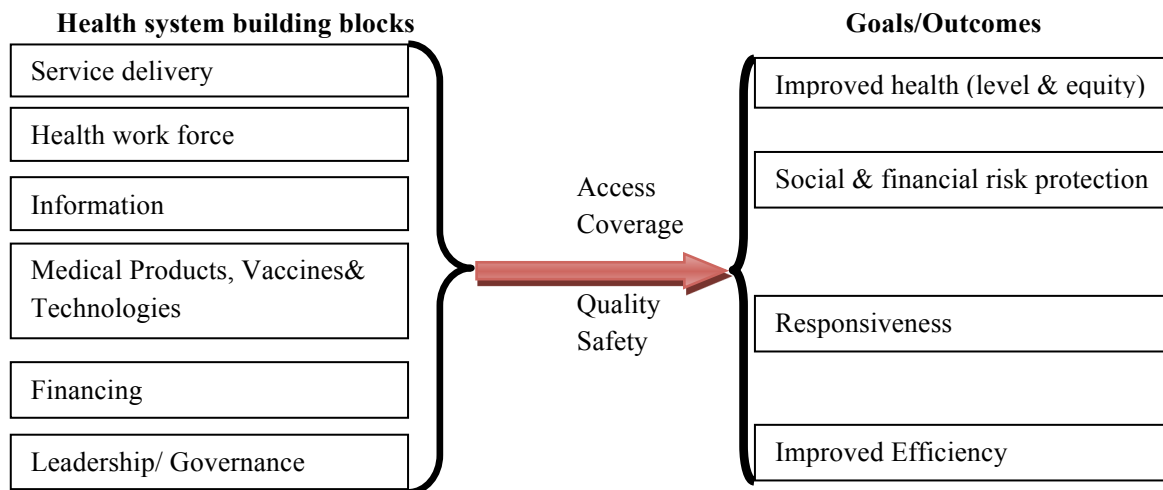 Health system building blocks
Service delivery
Health work force
Information
Medical Products, Vaccines&
Technologies
Financing
Leadership/ Governance
Access
Coverage
Quality
Safety
Goals/Outcomes
Improved health (level & equity)
Social & financial risk protection
Responsiveness
Improved Efficiency